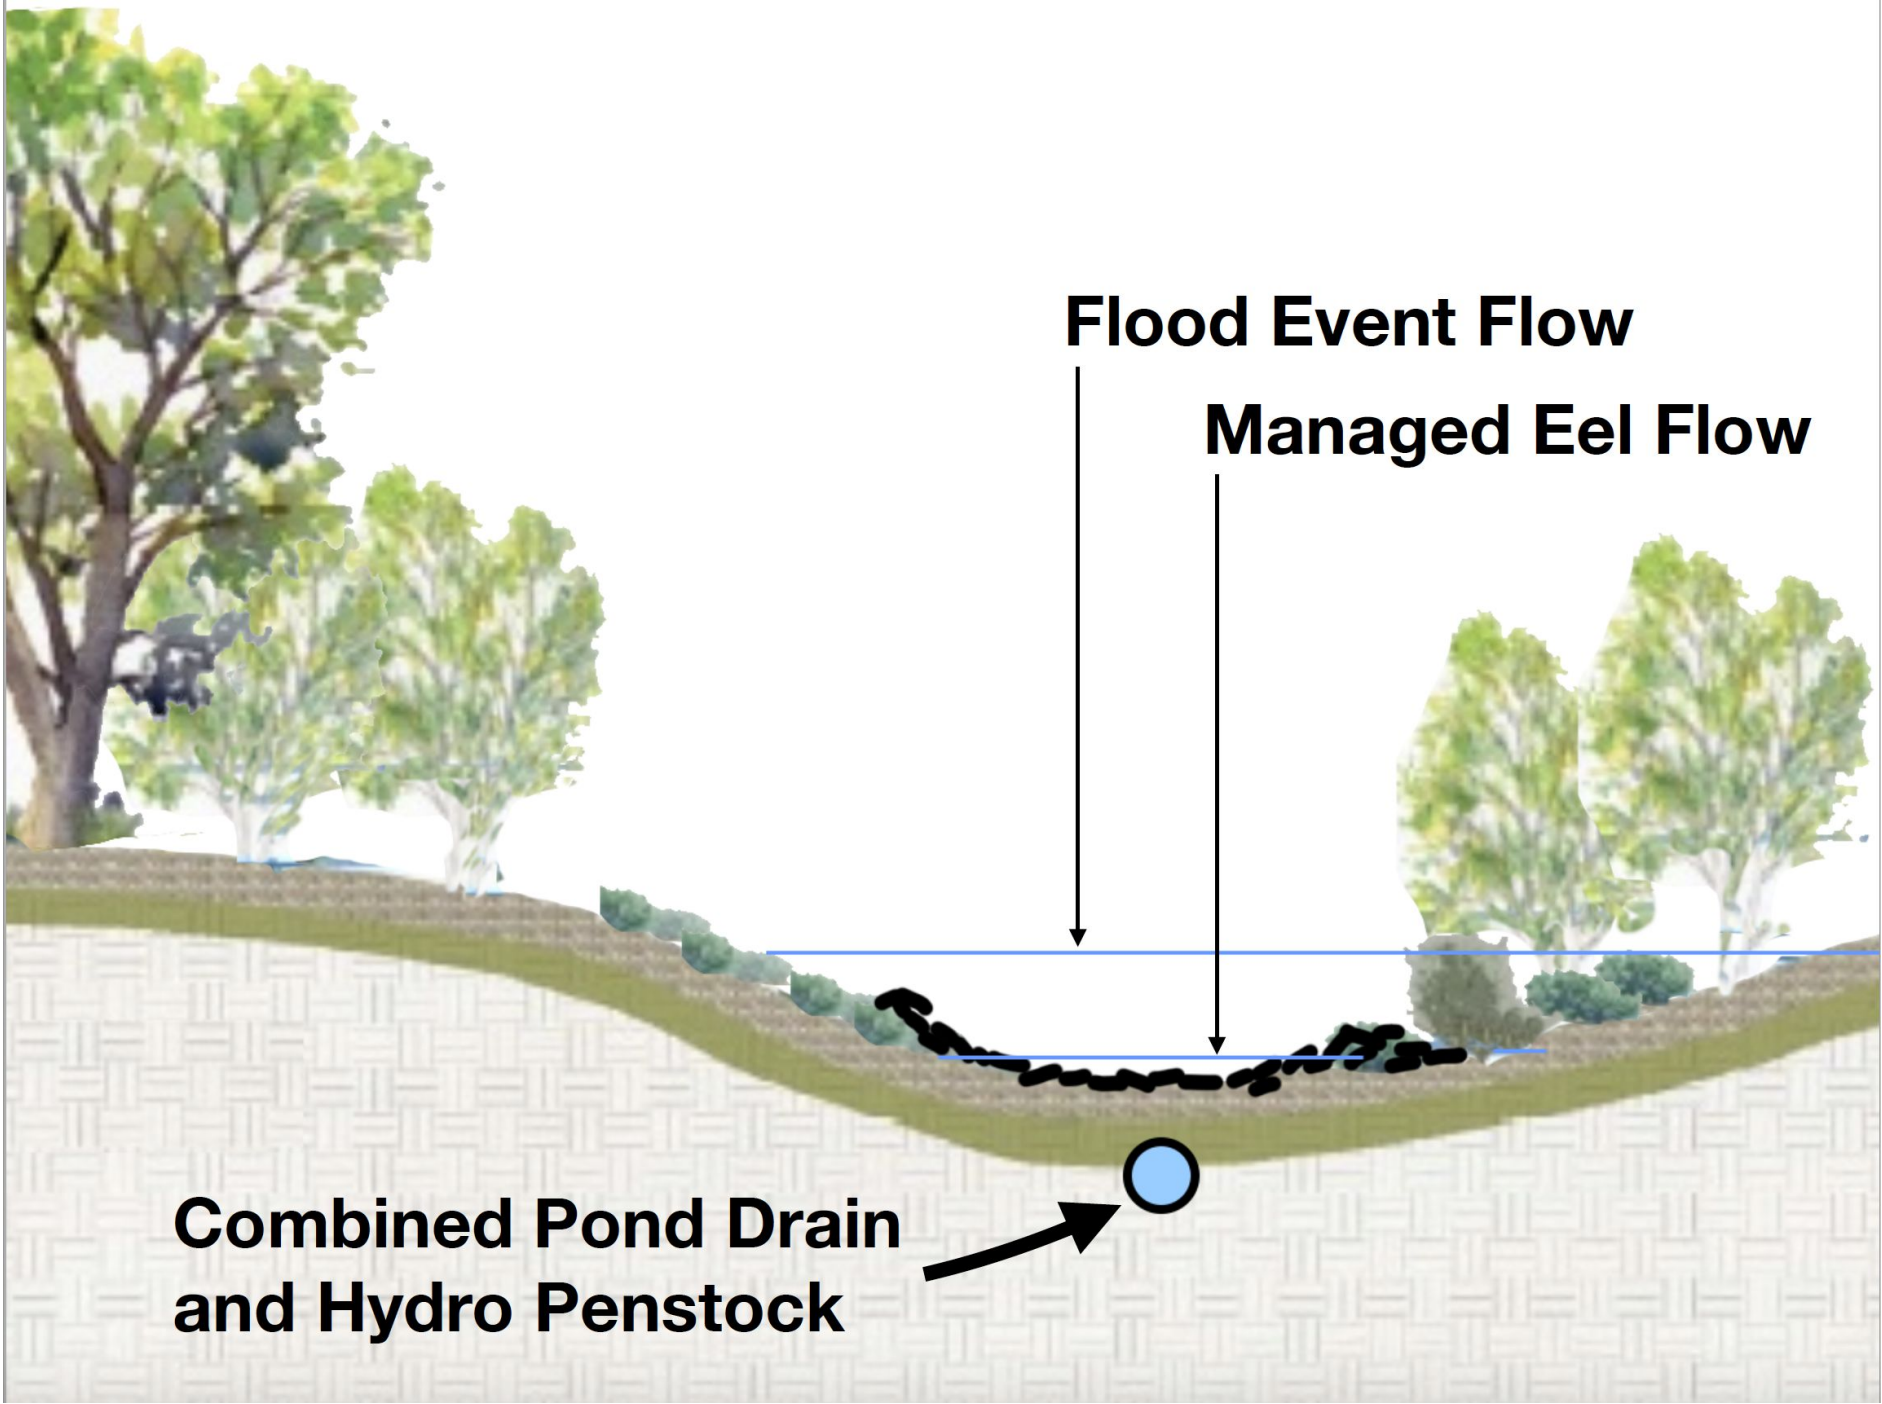 Flood Event Flow
Managed Eel Flow
Combined Pond Drain
and Hydro Penstock